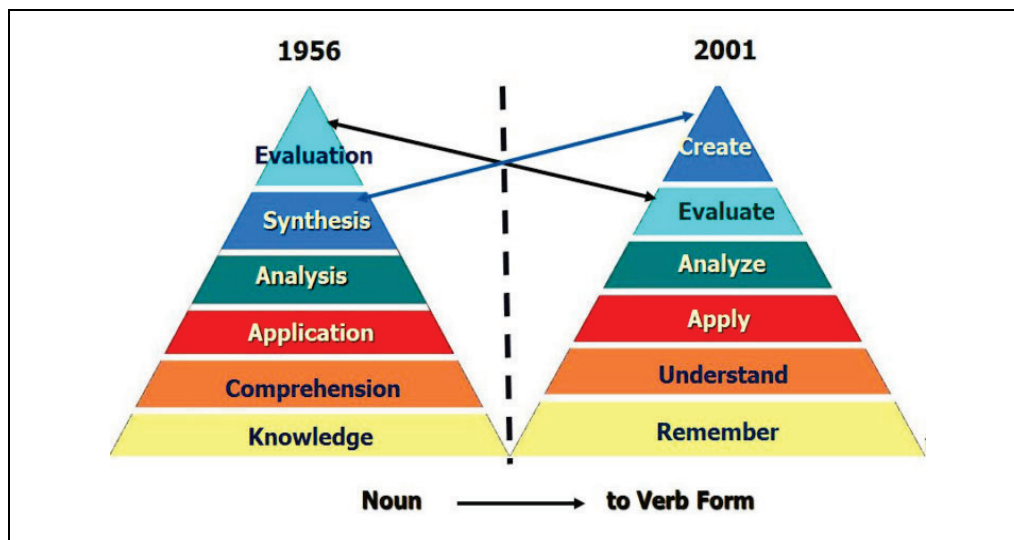 1956
Evaluation
Synthesis
Analysis
Application
Comprehension
Knowledge
2001
Create
Evaluate
Analyze
Apply
Understand
Remember
Noun to Verb Form